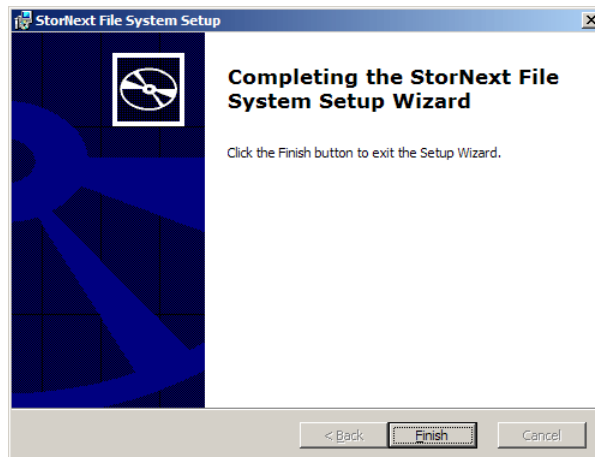 StorNext File System Setup
Completing the StorNext File
System Setup Wizard
Click the Finish button to exit the Setup Wizard.
< Back
Finish
Cancel